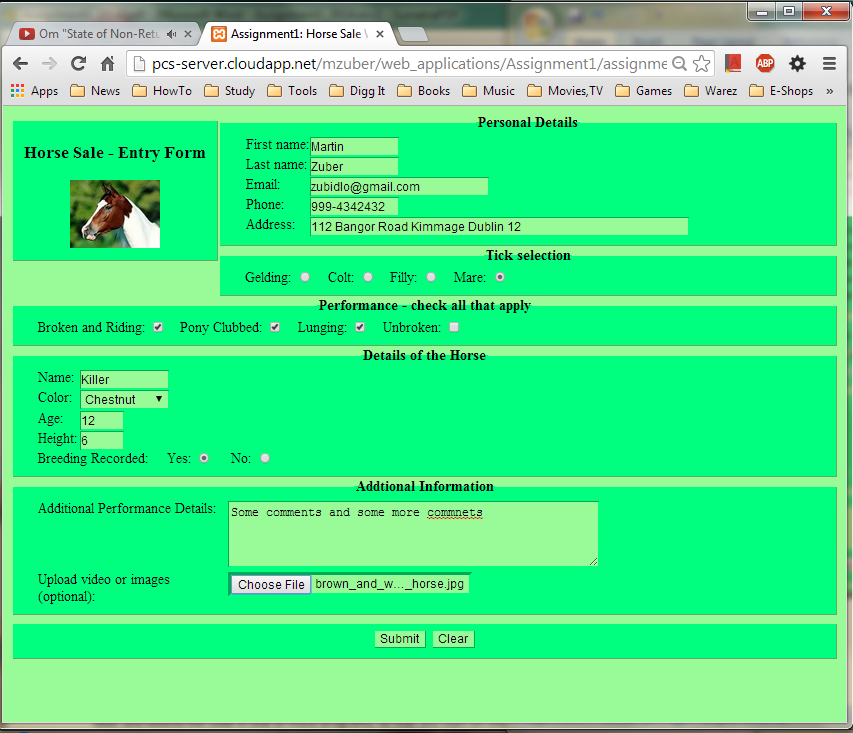 Om "State of Non-Retu
Assignment1: Horse Sale W
pcs-server.cloudapp.net/mzuber/web_applications/Assignment1/assignme
ABP
Apps News HowTo Study Tools Digg It Books Music Movies,TV Games Warez E-Shops »
Horse Sale - Entry Form
Personal Details
First name: Martin
Last name: Zuber
Email: zubidlo@gmail.com
Phone: 999-4342432
Address: 112 Bangor Road Kimmage Dublin 12
Tick selection
Gelding: Colt: Filly: Mare:
Performance - check all that apply
Broken and Riding: Pony Clubbed: Lunging: Unbroken:
Details of the Horse
Name: Killer
Color: Chestnut
Age: 12
Height: 6
Breeding Recorded: Yes: No:
Addtional Information
Additional Performance Details: Some comments and some more commnets
Upload video or images
(optional):
Choose File brown_and_w..._horse.jpg
Submit Clear